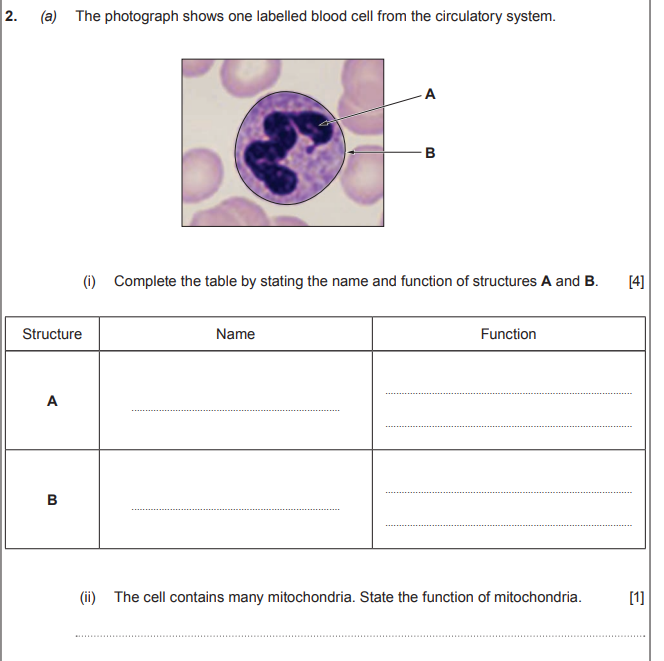 2. (a) The photograph shows one labelled blood cell from the circulatory system.
A
B
(i) Complete the table by stating the name and function of structures A and B. [4]
Structure Name Function
A
B
(ii) The cell contains many mitochondria. State the function of mitochondria. [1]